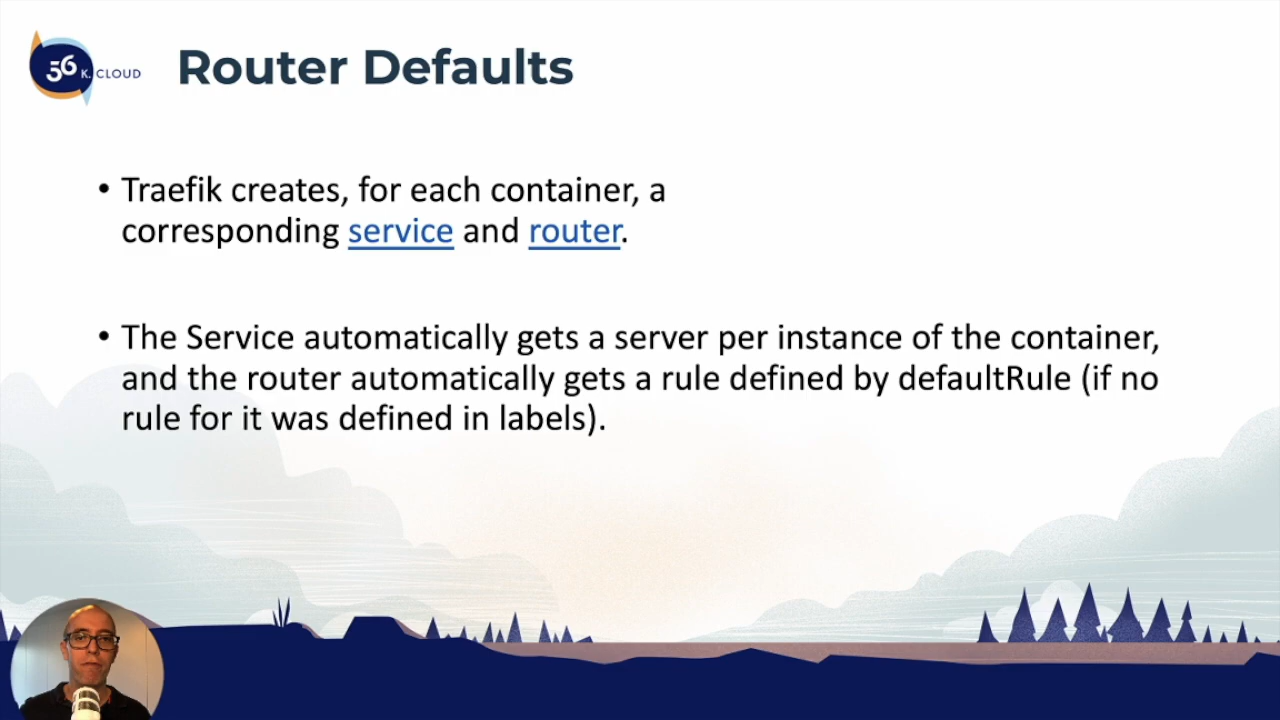 56 K. CLOUD
Router Defaults
• Traefik creates, for each container, a
corresponding service and router.
• The Service automatically gets a server per instance of the container,
and the router automatically gets a rule defined by defaultRule (if no
rule for it was defined in labels).